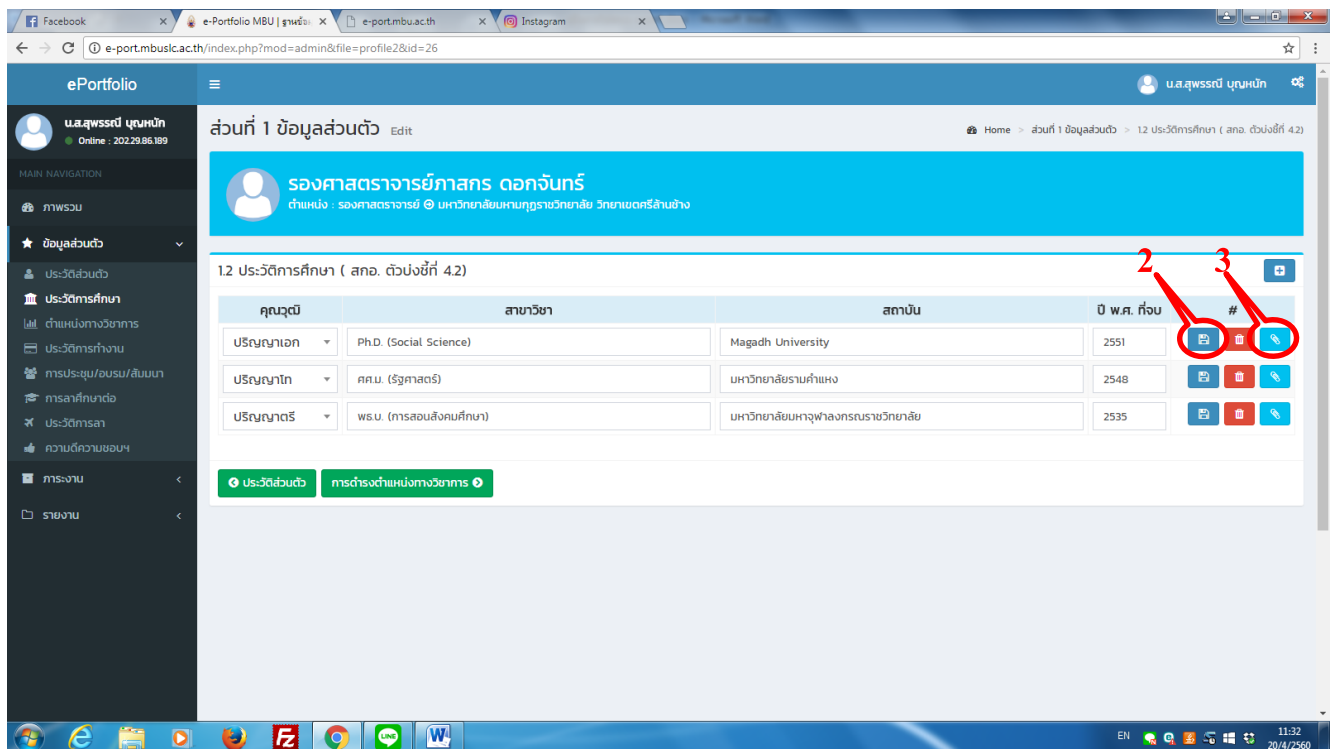 Facebook
e-Portfolio MBU | ฐานข้อ
e-port.mbu.ac.th
Instagram
e-port.mbuslc.ac.th/index.php?mod=admin&file=profile2&id=26
ePortfolio
น.ส.สุพรรณี บุญหนัก
น.ส.สุพรรณี บุญหนัก
Online : 202.29.86.189
ส่วนที่ 1 ข้อมูลส่วนตัว Edit
Home > ส่วนที่ 1 ข้อมูลส่วนตัว > 1.2 ประวัติการศึกษา ( สกอ. ตัวบ่งชี้ที่ 4.2)
MAIN NAVIGATION
ภาพรวม
ข้อมูลส่วนตัว
ประวัติส่วนตัว
ประวัติการศึกษา
ตำแหน่งทางวิชาการ
ประวัติการทำงาน
การประชุม/อบรม/สัมมนา
การลาศึกษาต่อ
ประวัติการลา
ความดีความชอบฯ
ภาระงาน
รายงาน
รองศาสตราจารย์ภาสกร ดอกจันทร์
ตำแหน่ง : รองศาสตราจารย์ มหาวิทยาลัยมหามกุฏราชวิทยาลัย วิทยาเขตศรีล้านช้าง
1.2 ประวัติการศึกษา ( สกอ. ตัวบ่งชี้ที่ 4.2)
2 3
คุณวุฒิ สาขาวิชา สถาบัน ปี พ.ศ. ที่จบ #
ปริญญาเอก Ph.D. (Social Science) Magadh University 2551
ปริญญาโท ศศ.ม. (รัฐศาสตร์) มหาวิทยาลัยรามคำแหง 2548
ปริญญาตรี พธ.บ. (การสอนสังคมศึกษา) มหาวิทยาลัยมหาจุฬาลงกรณราชวิทยาลัย 2535
ประวัติส่วนตัว การดำรงตำแหน่งทางวิชาการ
LINE
EN
11:32
20/4/2560